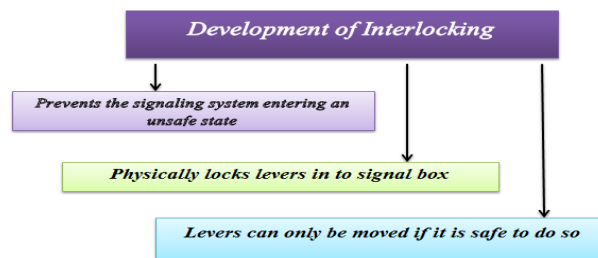 Development of Interlocking
Prevents the signaling system entering an
unsafe state
Physically locks levers in to signal box
Levers can only be moved if it is safe to do so